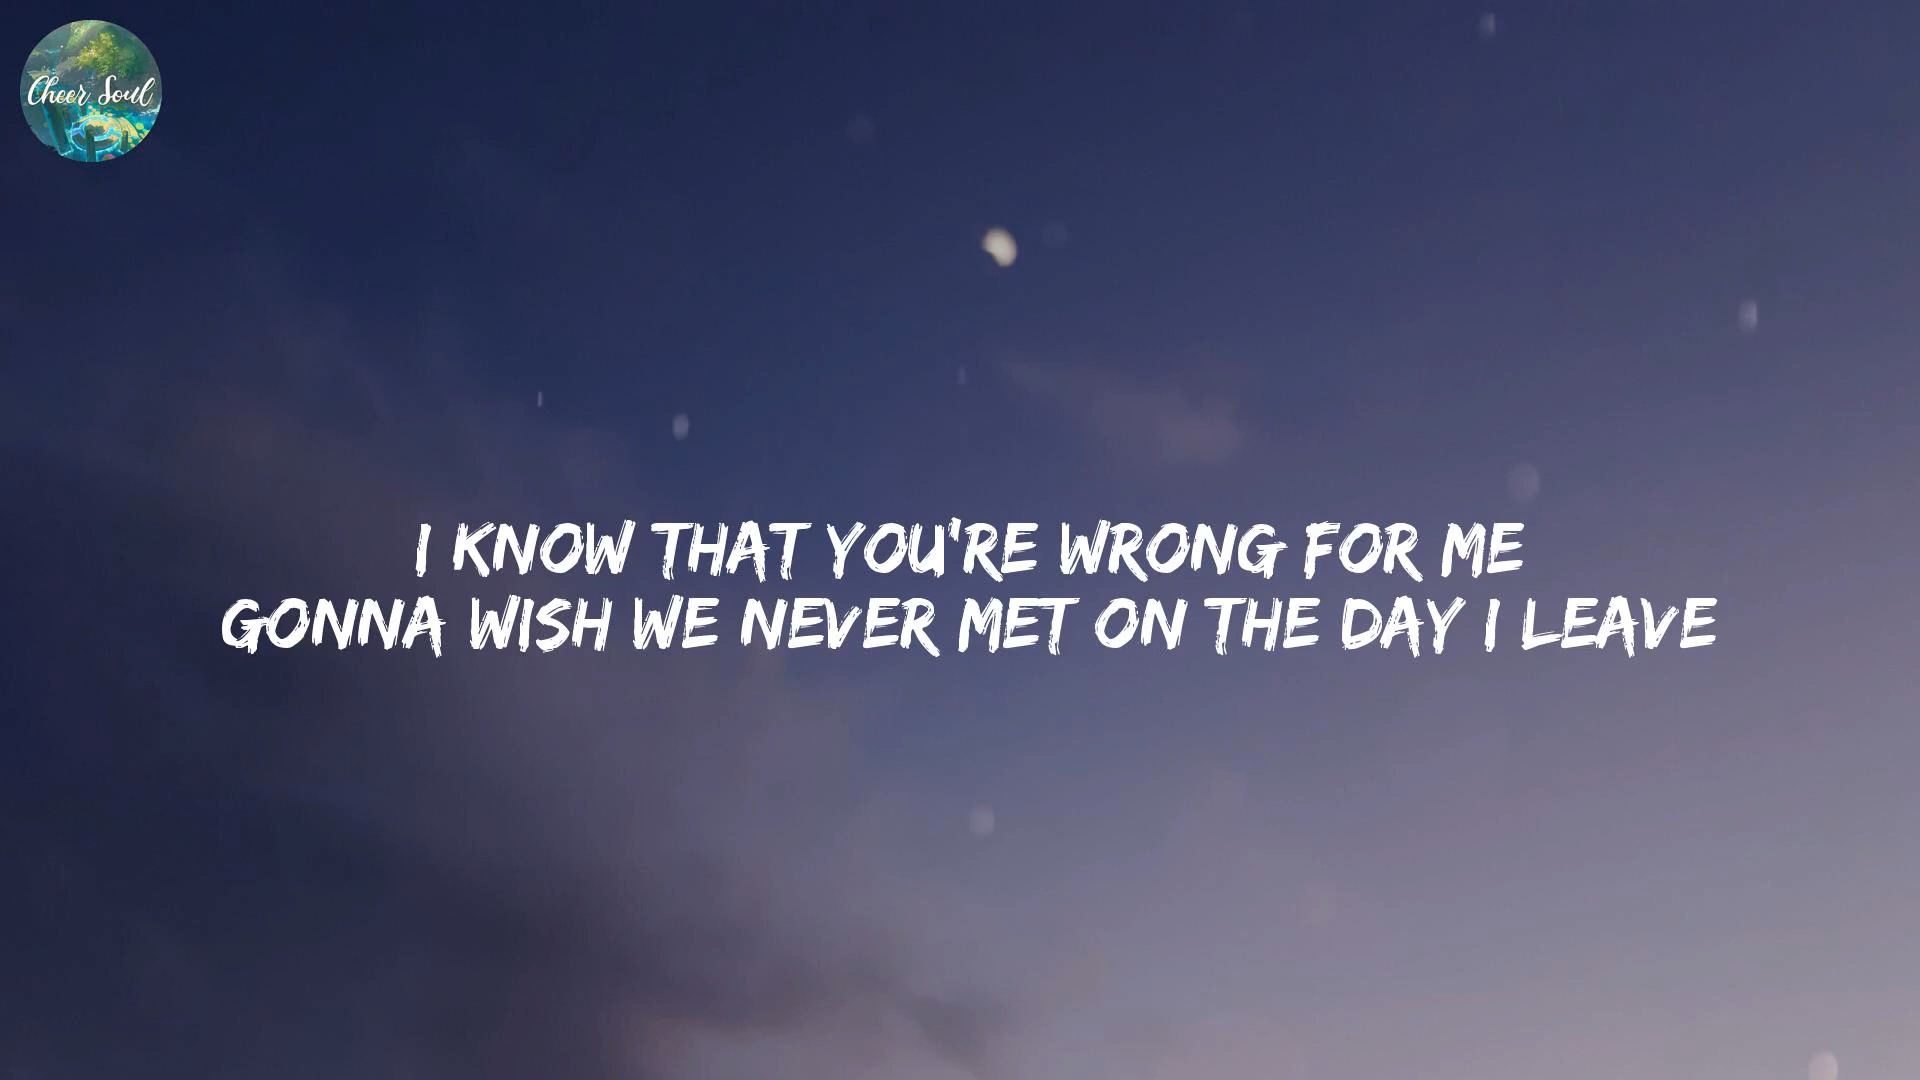 Cheer Soul
I KNOW THAT YOU'RE WRONG FOR ME
GONNA WISH WE NEVER MET ON THE DAY I LEAVE